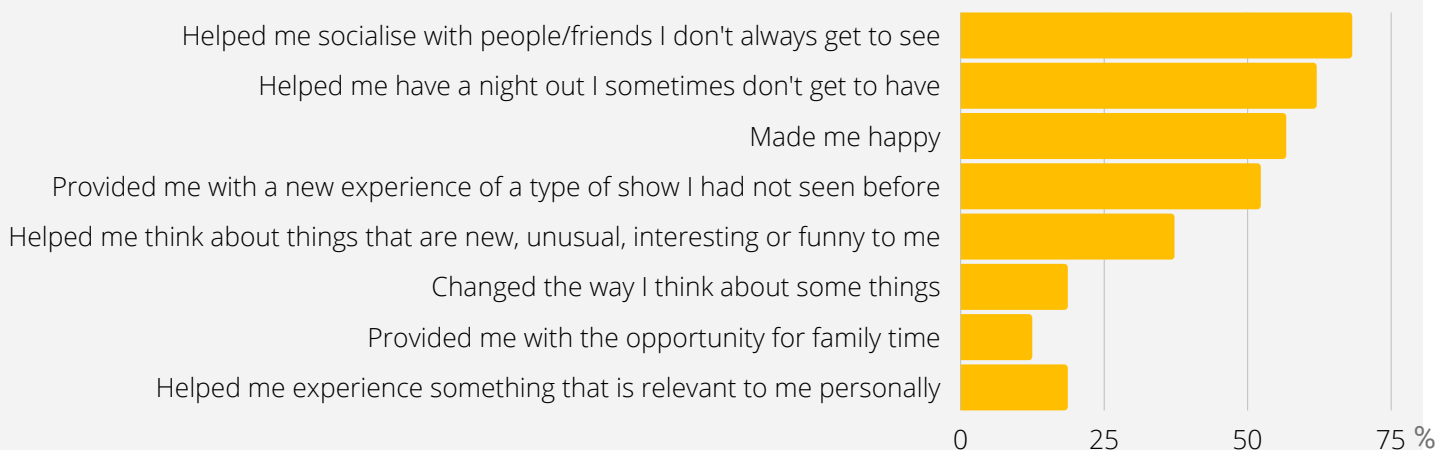 Helped me socialise with people/friends I don't always get to see
Helped me have a night out I sometimes don't get to have
Made me happy
Provided me with a new experience of a type of show I had not seen before
Helped me think about things that are new, unusual, interesting or funny to me
Changed the way I think about some things
Provided me with the opportunity for family time
Helped me experience something that is relevant to me personally
0 25 50 75 %